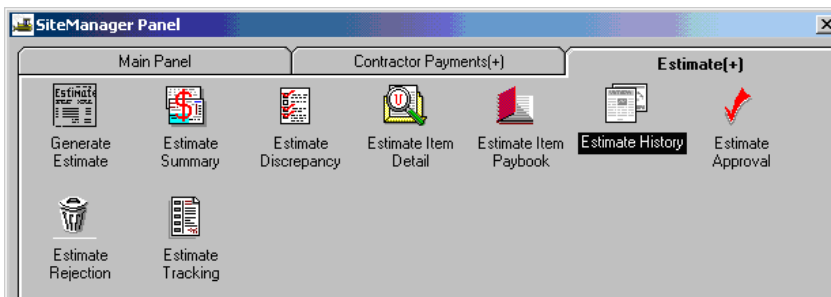 SiteManager Panel
Main Panel
Contractor Payments(+)
Estimate(+)
Estimate
Generate
Estimate
Estimate
Summary
Estimate
Discrepancy
Estimate Item
Detail
Estimate Item
Paybook
Estimate History
Estimate
Approval
Estimate
Rejection
Estimate
Tracking